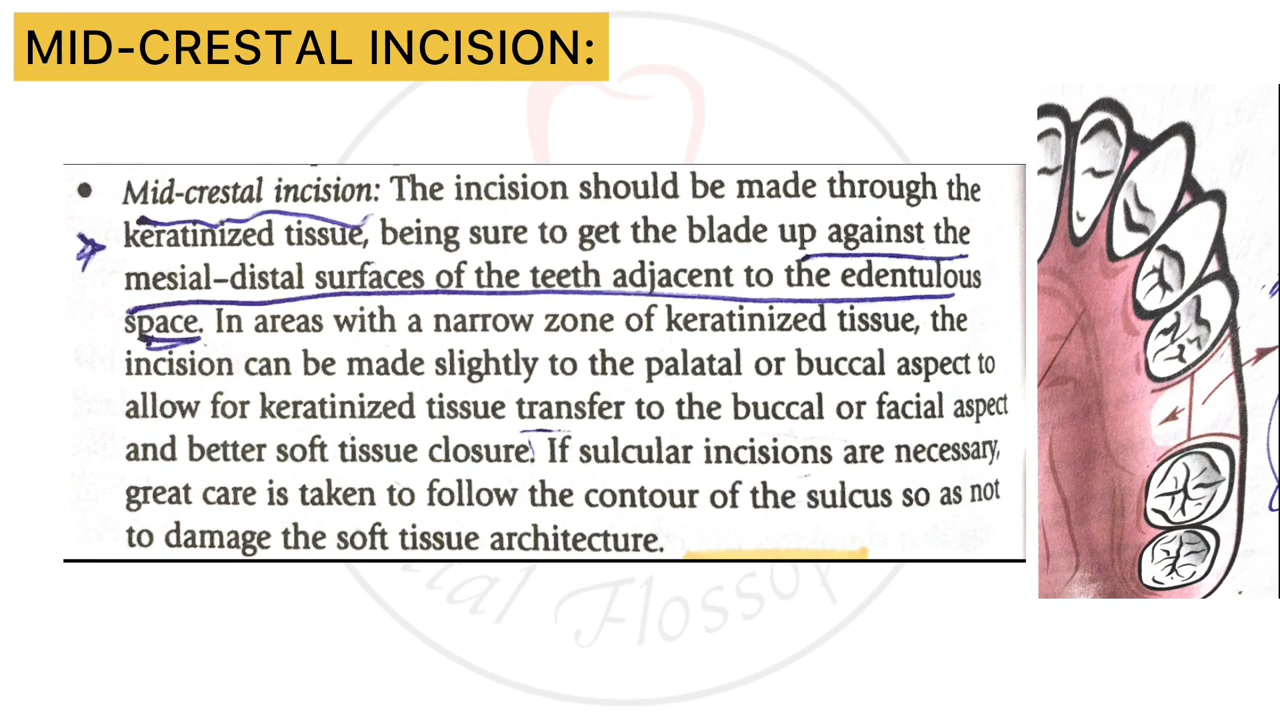 MID-CRESTAL INCISION:
• Mid-crestal incision: The incision should be made through the
keratinized tissue, being sure to get the blade up against the
mesial–distal surfaces of the teeth adjacent to the edentulous
space. In areas with a narrow zone of keratinized tissue, the
incision can be made slightly to the palatal or buccal aspect to
allow for keratinized tissue transfer to the buccal or facial aspect
and better soft tissue closure. If sulcular incisions are necessary,
great care is taken to follow the contour of the sulcus so as not
to damage the soft tissue architecture.
Flossop